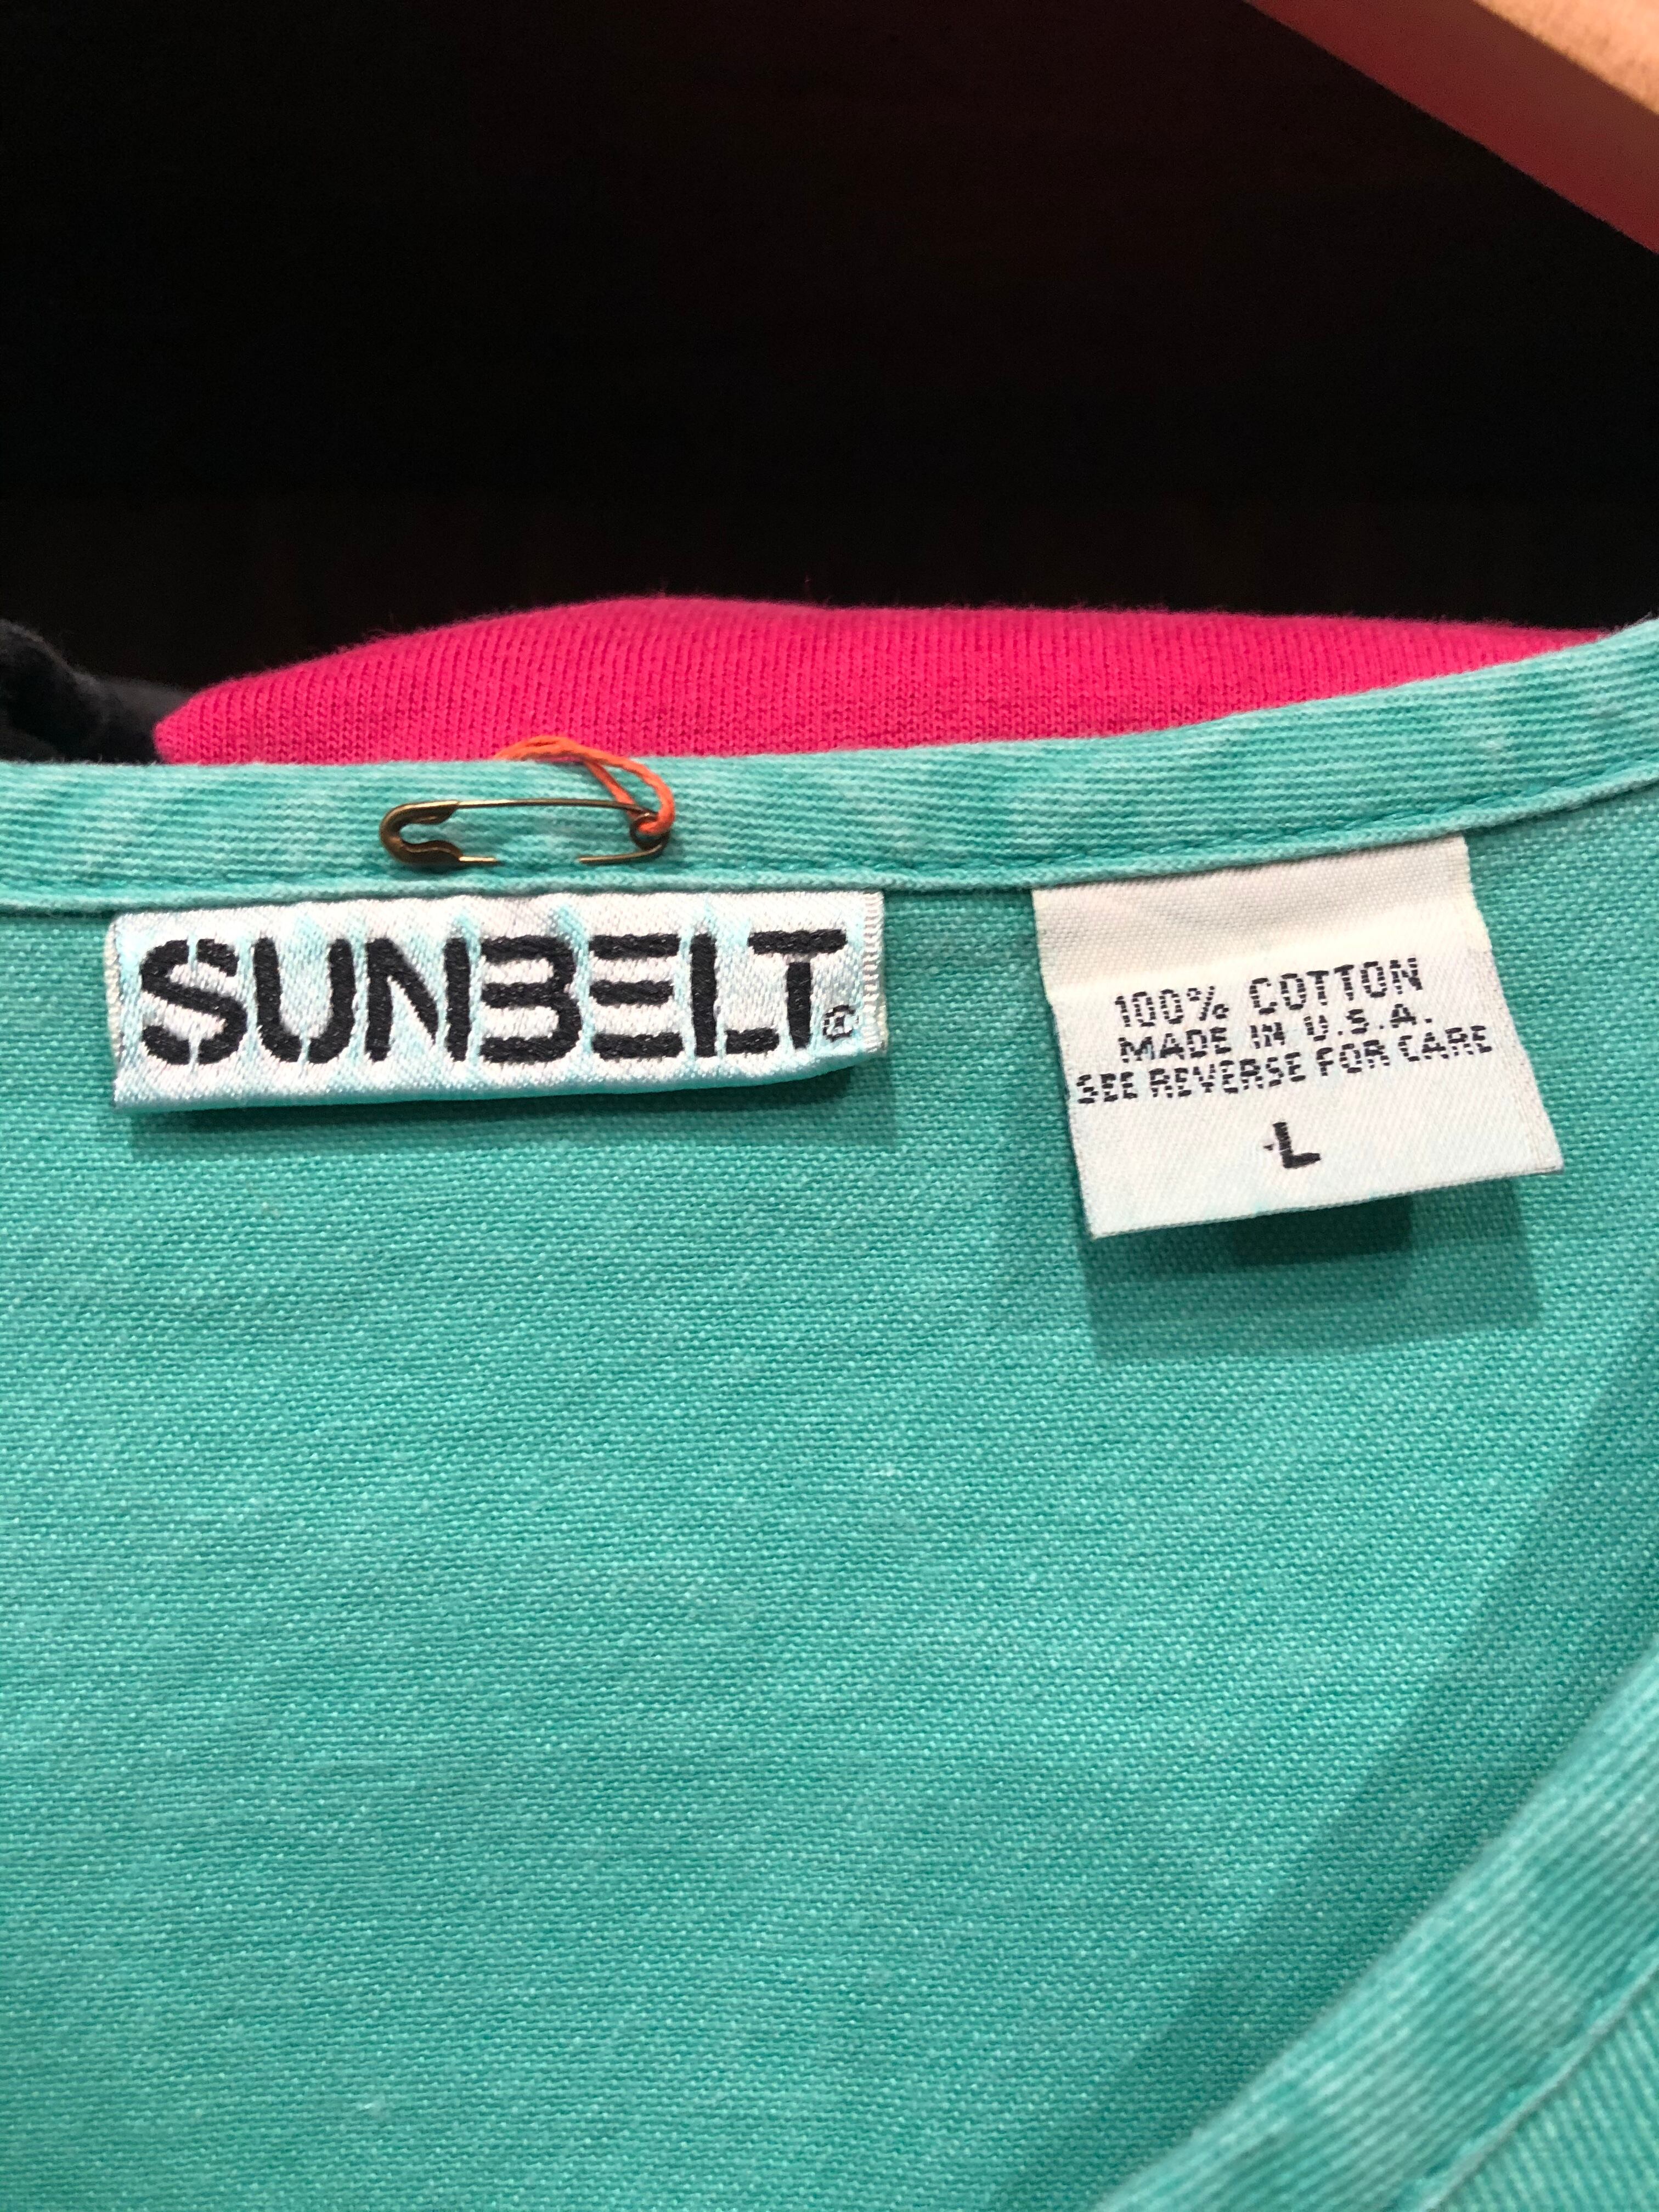 SUNBELT®
100% COTTON
MADE IN U.S.A.
SEE REVERSE FOR CARE
L